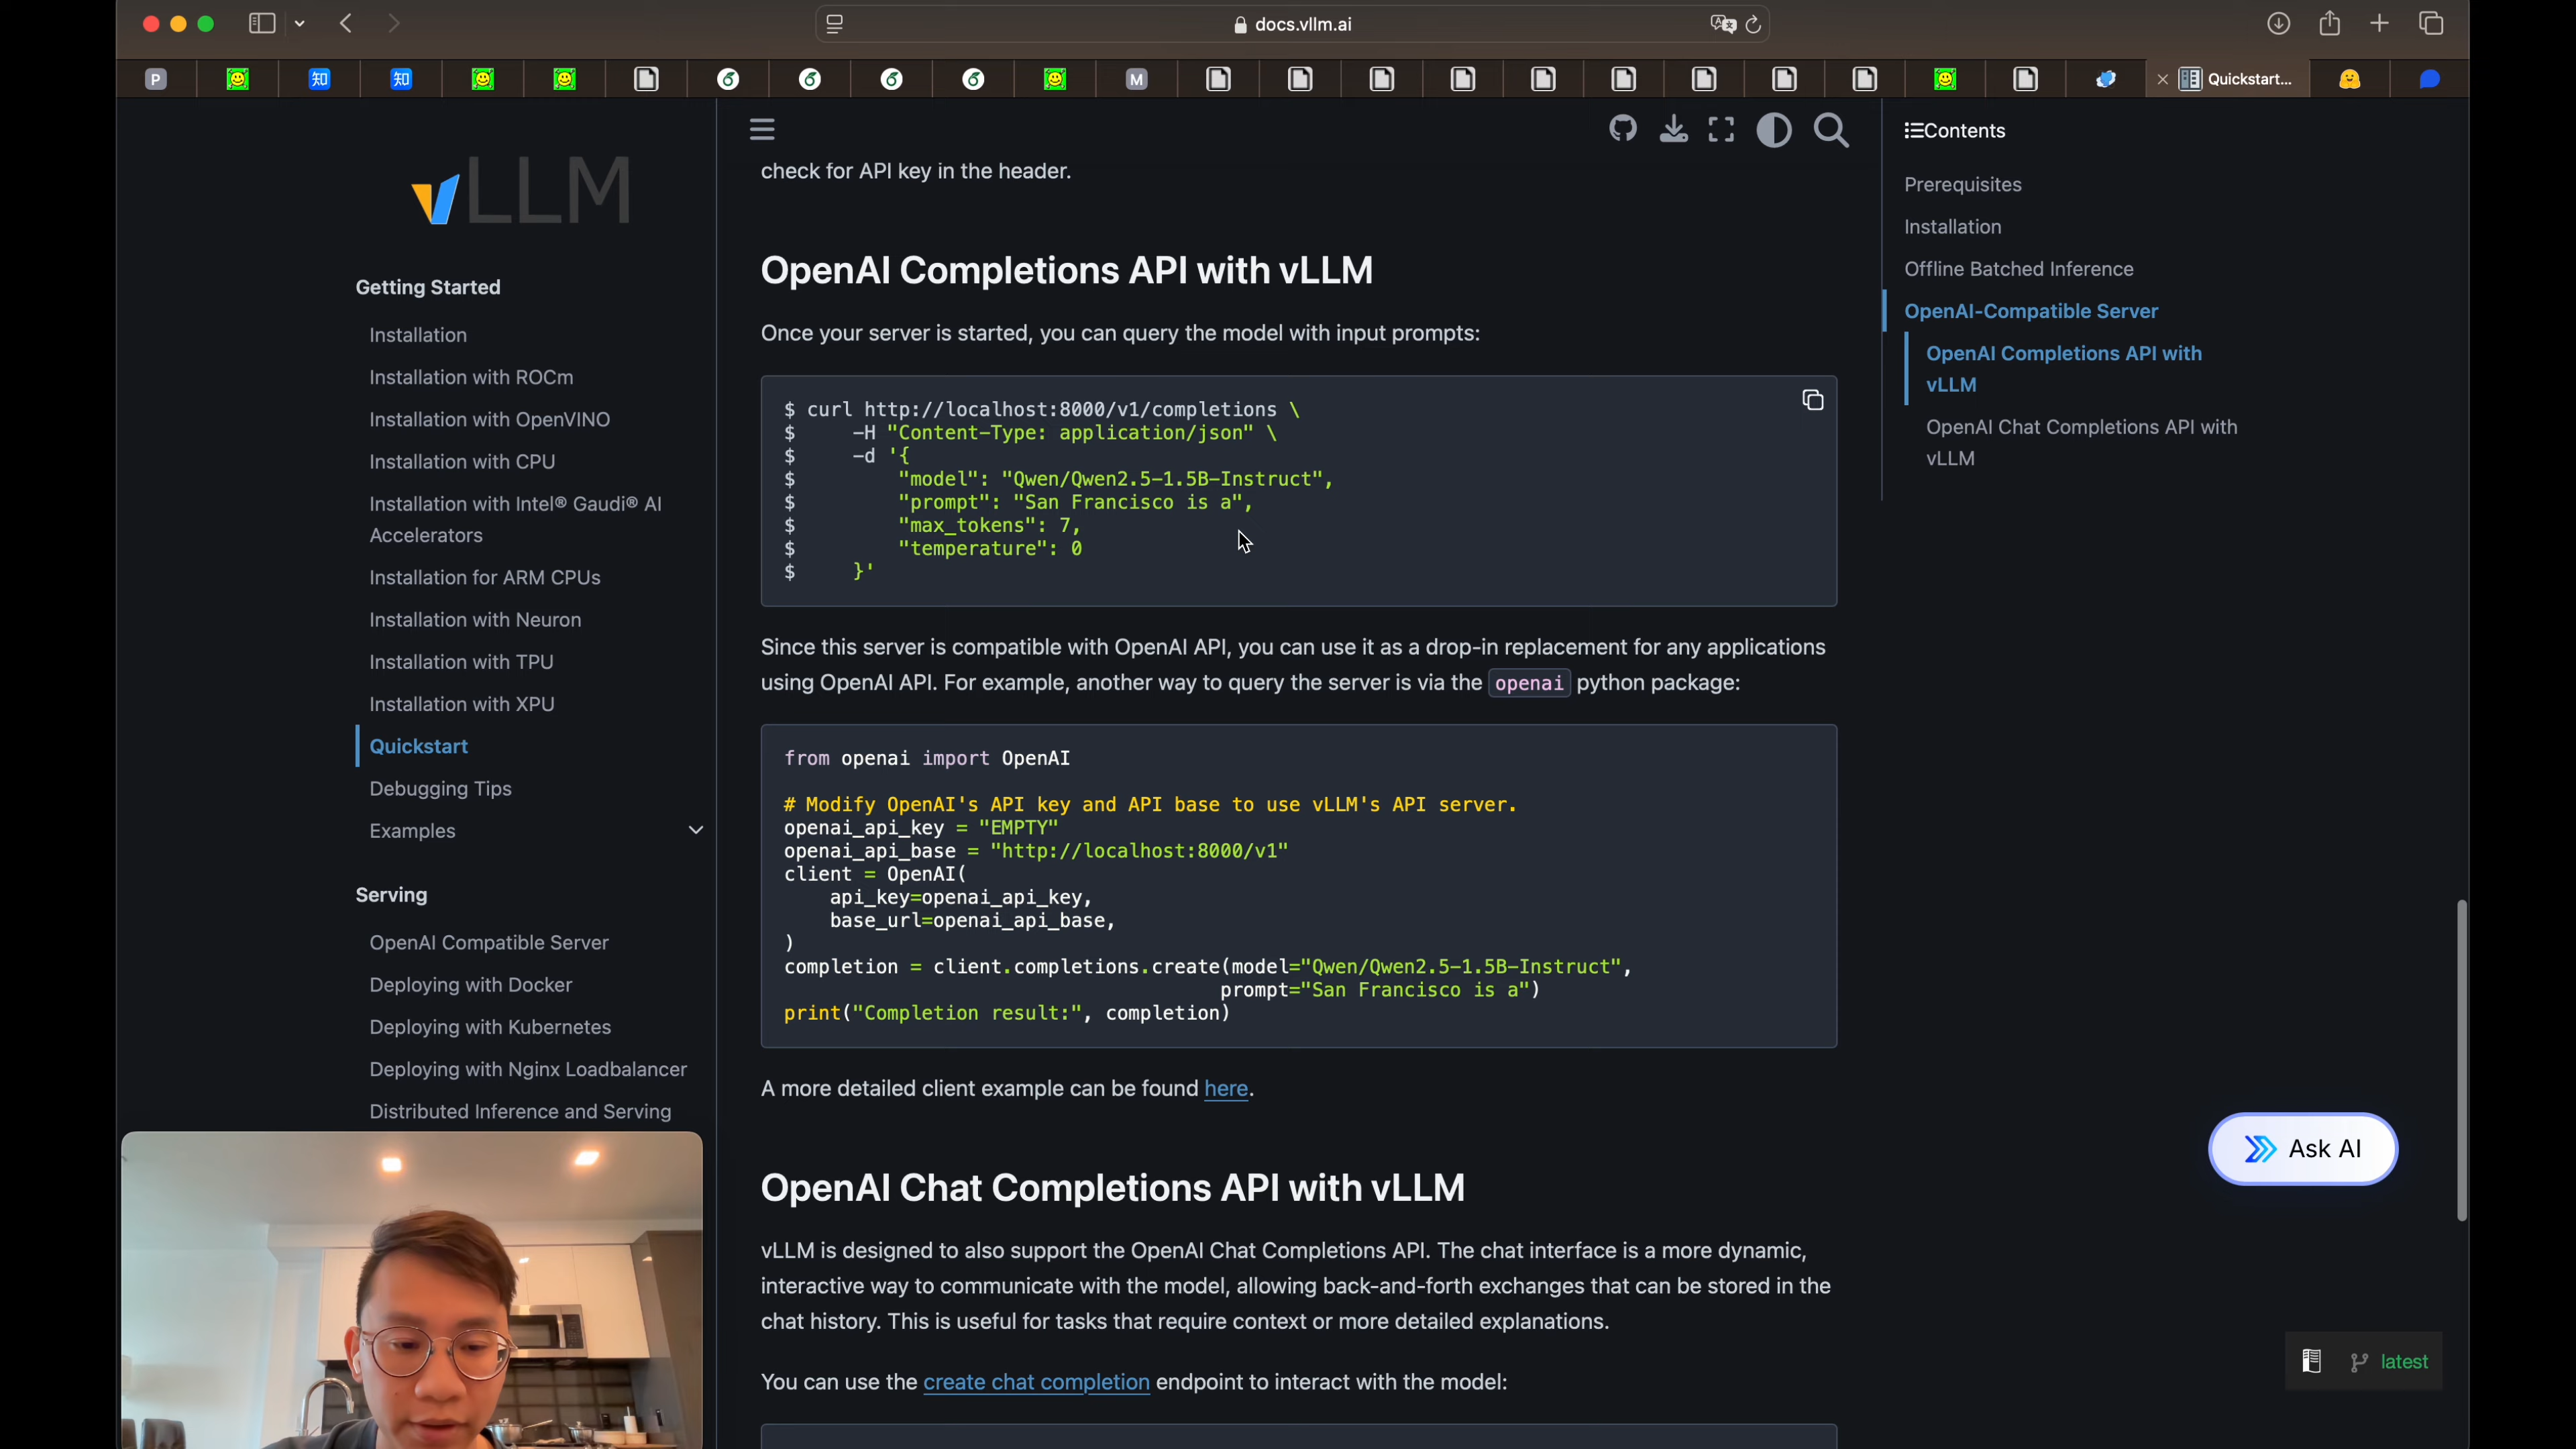 docs.vllm.ai
P
知
知
M
Quickstart...
vLLM
Getting Started
Installation
Installation with ROCm
Installation with OpenVINO
Installation with CPU
Installation with Intel® Gaudi® AI
Accelerators
Installation for ARM CPUs
Installation with Neuron
Installation with TPU
Installation with XPU
Quickstart
Debugging Tips
Examples
Serving
OpenAI Compatible Server
Deploying with Docker
Deploying with Kubernetes
Deploying with Nginx Loadbalancer
Distributed Inference and Serving
check for API key in the header.
OpenAI Completions API with vLLM
Once your server is started, you can query the model with input prompts:
$ curl http://localhost:8000/v1/completions \
$     -H "Content-Type: application/json" \
$     -d '{
$         "model": "Qwen/Qwen2.5-1.5B-Instruct",
$         "prompt": "San Francisco is a",
$         "max_tokens": 7,
$         "temperature": 0
$     }'
Since this server is compatible with OpenAI API, you can use it as a drop-in replacement for any applications
using OpenAI API. For example, another way to query the server is via the openai python package:
from openai import OpenAI
# Modify OpenAI's API key and API base to use vLLM's API server.
openai_api_key = "EMPTY"
openai_api_base = "http://localhost:8000/v1"
client = OpenAI(
    api_key=openai_api_key,
    base_url=openai_api_base,
)
completion = client.completions.create(model="Qwen/Qwen2.5-1.5B-Instruct",
                                      prompt="San Francisco is a")
print("Completion result:", completion)
A more detailed client example can be found here.
OpenAI Chat Completions API with vLLM
vLLM is designed to also support the OpenAI Chat Completions API. The chat interface is a more dynamic,
interactive way to communicate with the model, allowing back-and-forth exchanges that can be stored in the
chat history. This is useful for tasks that require context or more detailed explanations.
You can use the create chat completion endpoint to interact with the model:
Contents
Prerequisites
Installation
Offline Batched Inference
OpenAI-Compatible Server
OpenAI Completions API with
vLLM
OpenAI Chat Completions API with
vLLM
Ask AI
latest